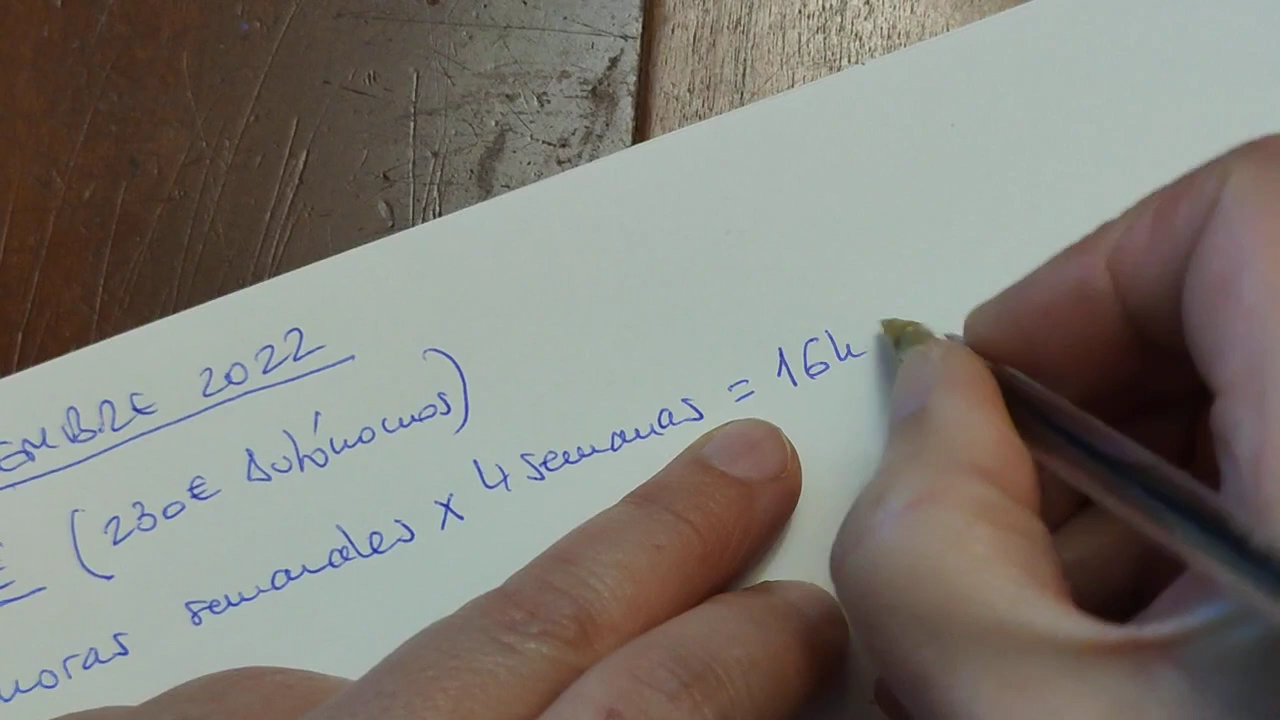 EMBRE 2022
(230€ Autónomos)
horas semanales x 4 semanas = 16h